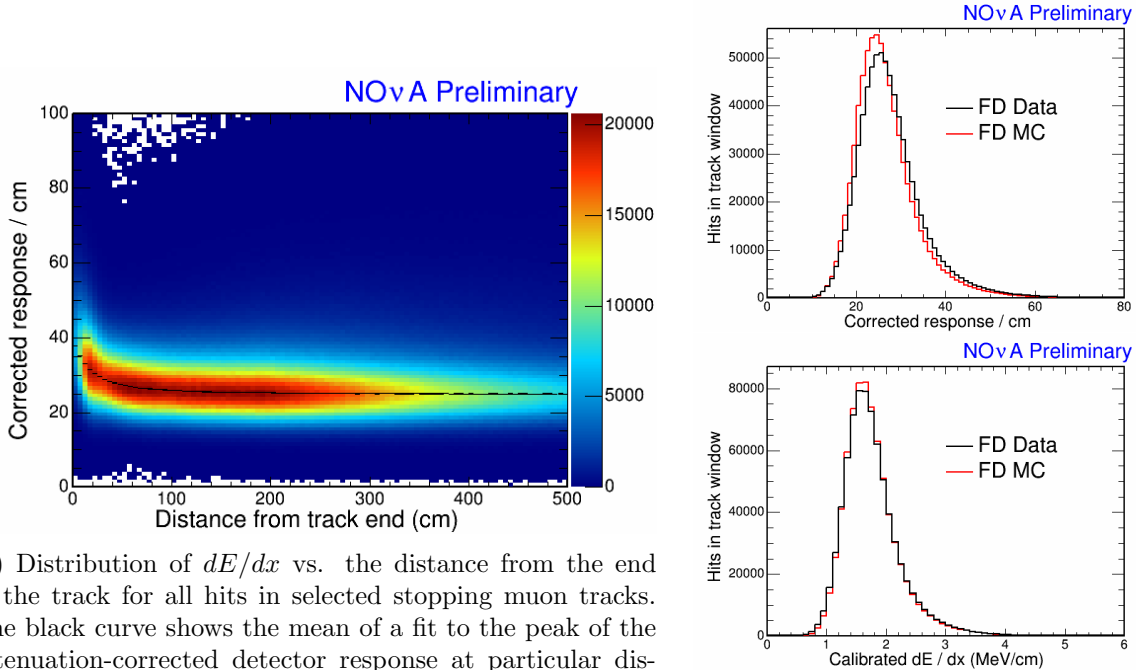 NOνA Preliminary
100
80
60
40
20
0
Corrected response / cm
0 100 200 300 400 500
Distance from track end (cm)
20000
15000
10000
5000
0
) Distribution of dE/dx vs. the distance from the end
the track for all hits in selected stopping muon tracks.
black curve shows the mean of a fit to the peak of the
tenuation-corrected detector response at particular dis-
NOνA Preliminary
50000
40000
30000
20000
10000
0
Hits in track window
FD Data
FD MC
0 20 40 60 80
Corrected response / cm
NOνA Preliminary
80000
60000
40000
20000
0
Hits in track window
FD Data
FD MC
0 1 2 3 4 5 6
Calibrated dE / dx (MeV/cm)